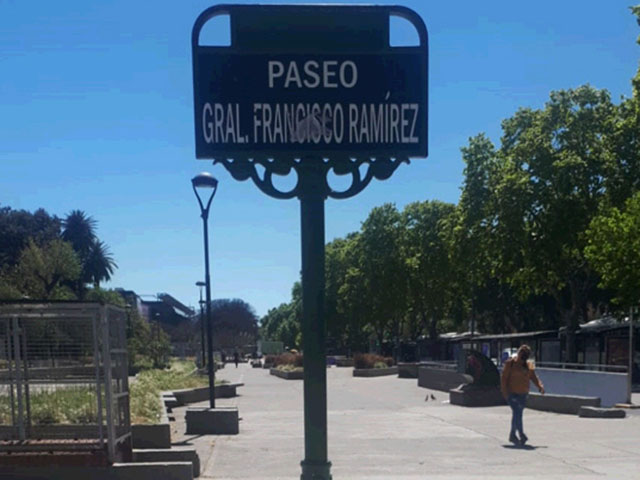 PASEO
GRAL. FRANCISCO RAMÍREZ